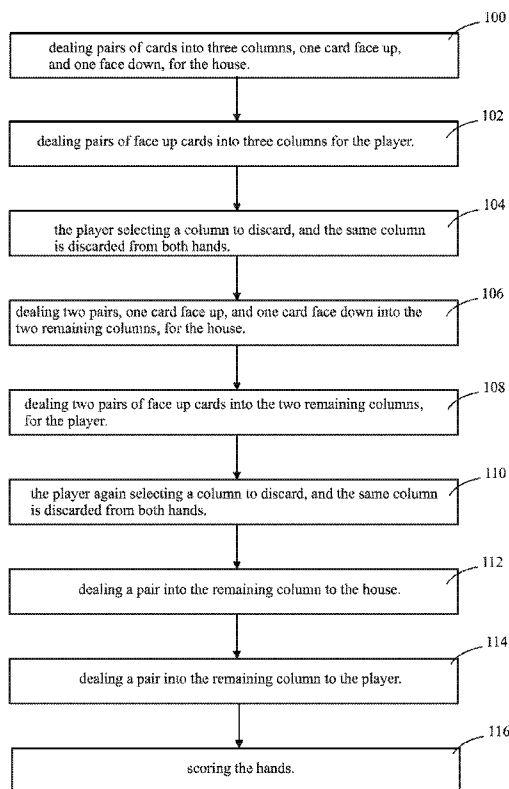 100
dealing pairs of cards into three columns, one card face up,
and one face down, for the house.
102
dealing pairs of face up cards into three columns for the player.
104
the player selecting a column to discard, and the same column
is discarded from both hands.
106
dealing two pairs, one card face up, and one card face down into the
two remaining columns, for the house.
108
dealing two pairs of face up cards into the two remaining columns,
for the player.
110
the player again selecting a column to discard, and the same column
is discarded from both hands.
112
dealing a pair into the remaining column to the house.
114
dealing a pair into the remaining column to the player.
116
scoring the hands.